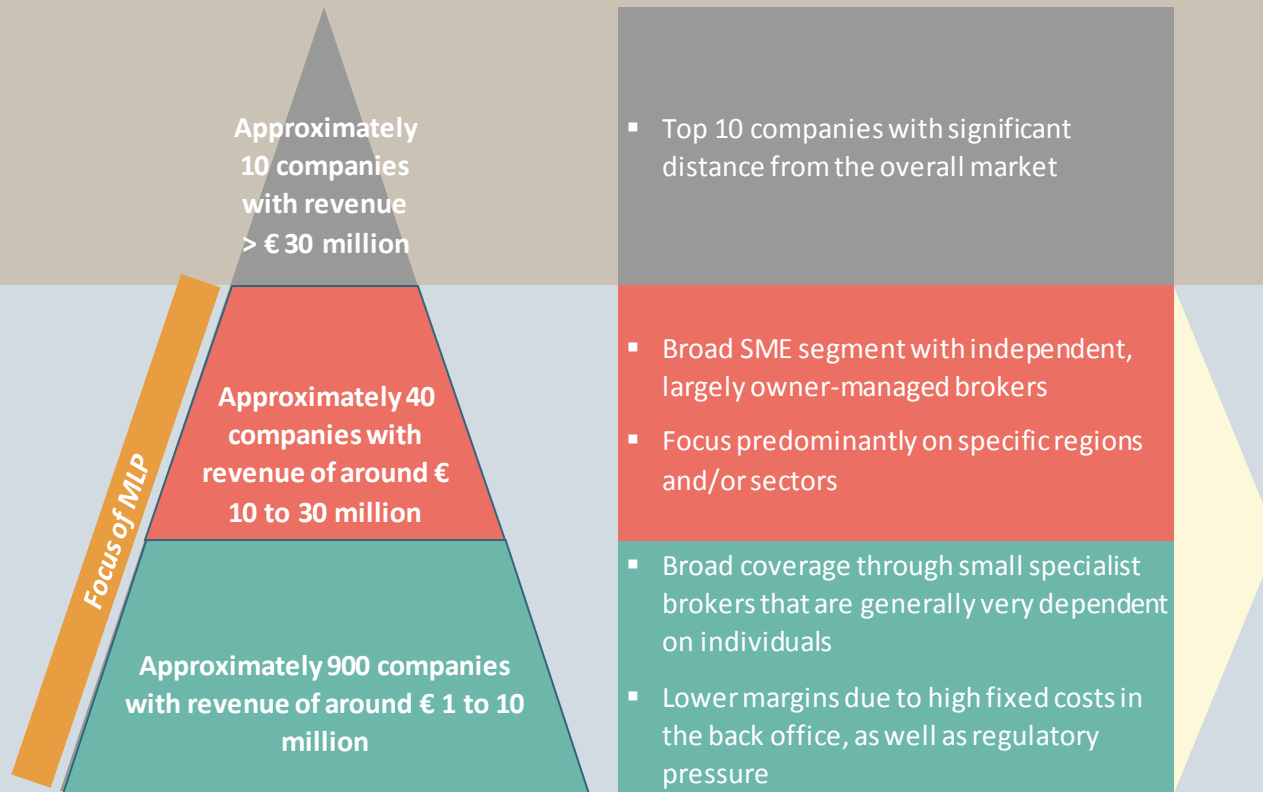 Approximately
10 companies
with revenue
> € 30 million
▪ Top 10 companies with significant
distance from the overall market
Focus of MLP
Approximately 40
companies with
revenue of around €
10 to 30 million
▪ Broad SME segment with independent,
largely owner-managed brokers
▪ Focus predominantly on specific regions
and/or sectors
Approximately 900 companies
with revenue of around € 1 to 10
million
▪ Broad coverage through small specialist
brokers that are generally very dependent
on individuals
▪ Lower margins due to high fixed costs in
the back office, as well as regulatory
pressure